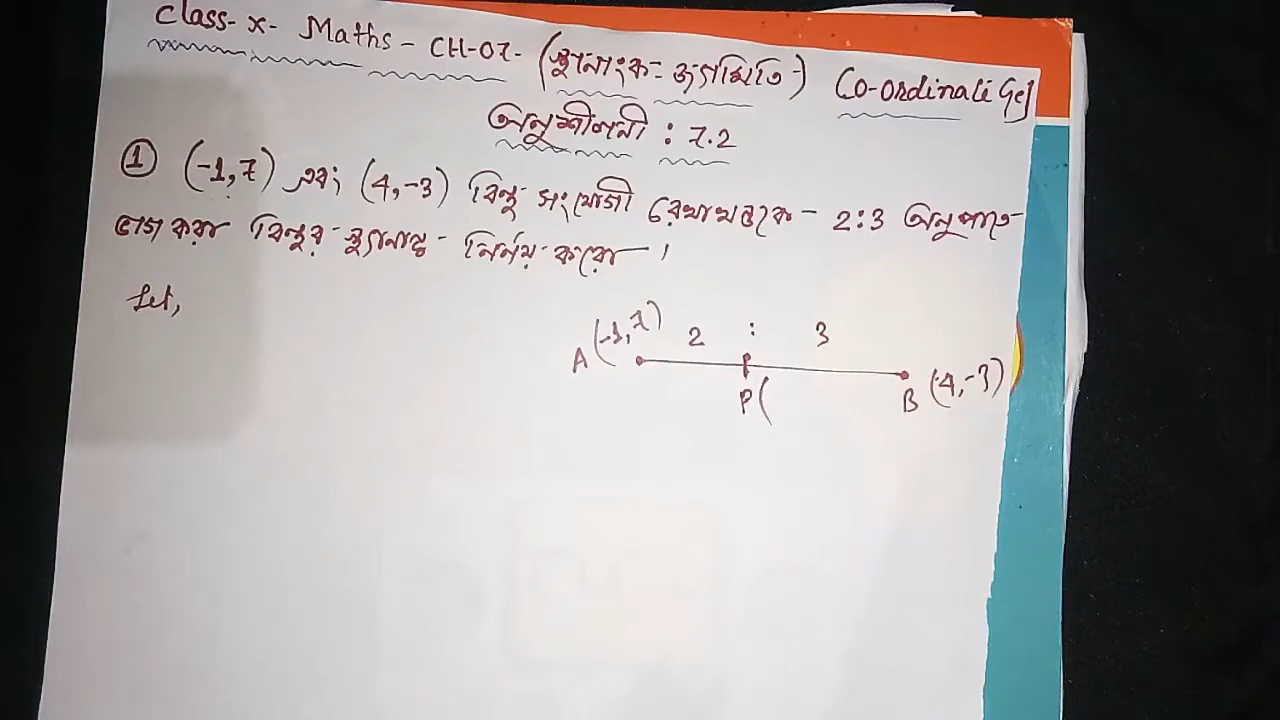 Class-X- Maths - CH-07- (স্থানাংক- জ্যামিতি-) Co-ordinate Ge
অনুশীলনী : 7.2
① (-1,7) এবং (4,-3) বিন্দু সংযোগী রেখাখণ্ডকে - 2:3 অনুপাতে-
ভাগ করা বিন্দুর- স্থানাঙ্ক - নির্ণয়- করো- ।
Let,
A (-1,7) 2 : 3 B (4,-3)
P(